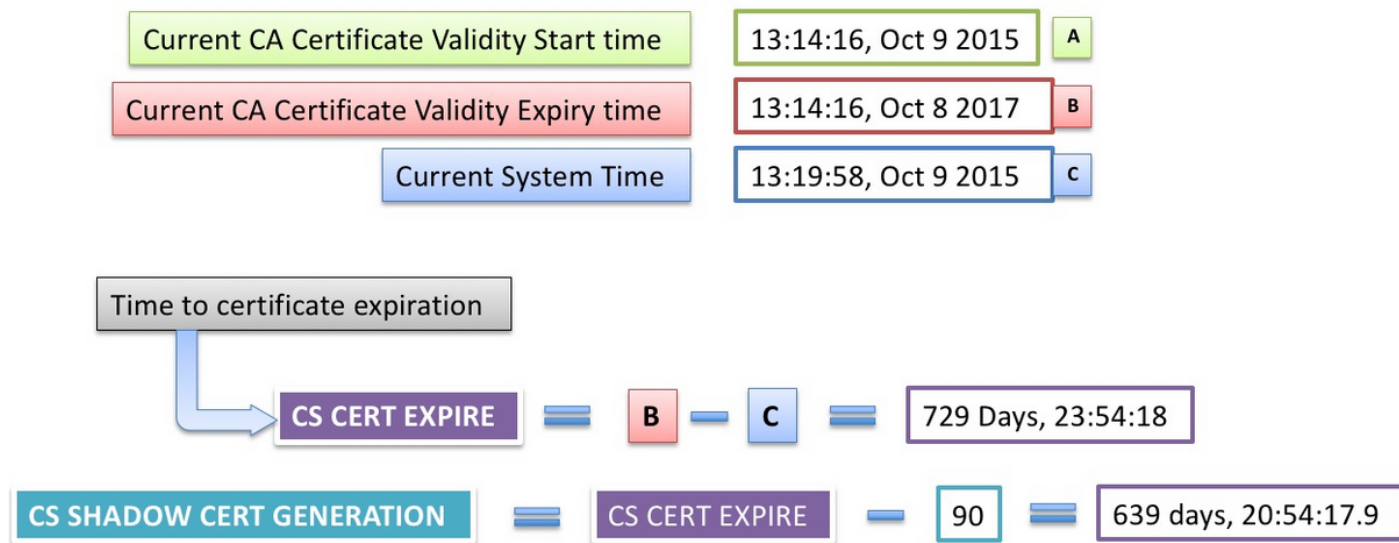 Current CA Certificate Validity Start time 13:14:16, Oct 9 2015 A
Current CA Certificate Validity Expiry time 13:14:16, Oct 8 2017 B
Current System Time 13:19:58, Oct 9 2015 C
Time to certificate expiration
CS CERT EXPIRE = B - C = 729 Days, 23:54:18
CS SHADOW CERT GENERATION = CS CERT EXPIRE - 90 = 639 days, 20:54:17.9